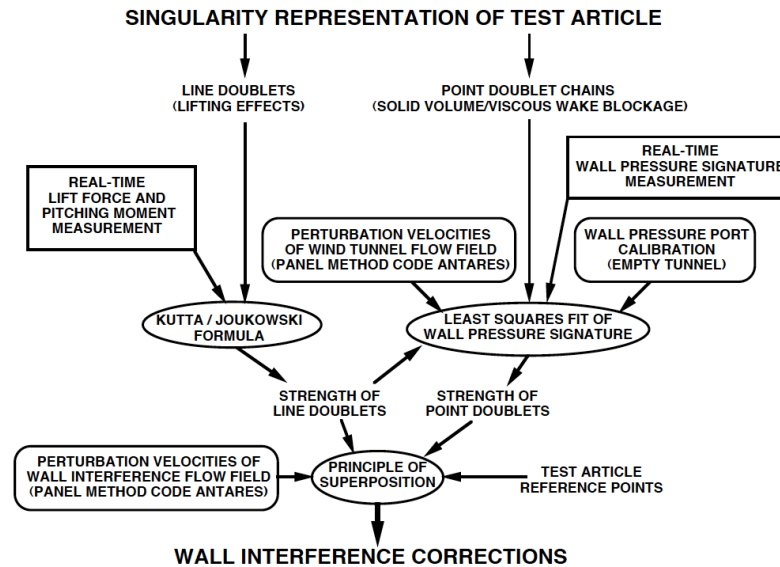 SINGULARITY REPRESENTATION OF TEST ARTICLE
LINE DOUBLETS
(LIFTING EFFECTS)
POINT DOUBLET CHAINS
(SOLID VOLUME/VISCOUS WAKE BLOCKAGE)
REAL-TIME
LIFT FORCE AND
PITCHING MOMENT
MEASUREMENT
REAL-TIME
WALL PRESSURE SIGNATURE
MEASUREMENT
PERTURBATION VELOCITIES
OF WIND TUNNEL FLOW FIELD
(PANEL METHOD CODE ANTARES)
WALL PRESSURE PORT
CALIBRATION
(EMPTY TUNNEL)
KUTTA / JOUKOWSKI
FORMULA
LEAST SQUARES FIT OF
WALL PRESSURE SIGNATURE
STRENGTH OF
LINE DOUBLETS
STRENGTH OF
POINT DOUBLETS
PERTURBATION VELOCITIES OF
WALL INTERFERENCE FLOW FIELD
(PANEL METHOD CODE ANTARES)
PRINCIPLE OF
SUPERPOSITION
TEST ARTICLE
REFERENCE POINTS
WALL INTERFERENCE CORRECTIONS